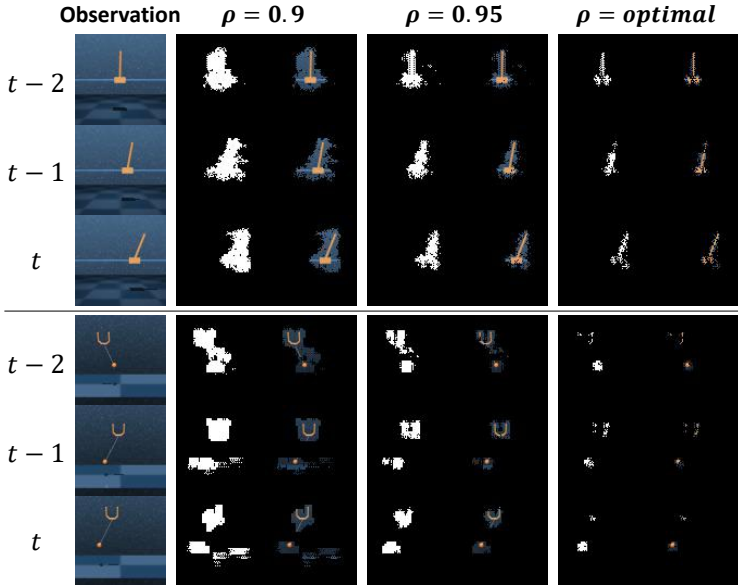 Observation ρ = 0.9 ρ = 0.95 ρ = optimal
t − 2
t − 1
t
t − 2
t − 1
t